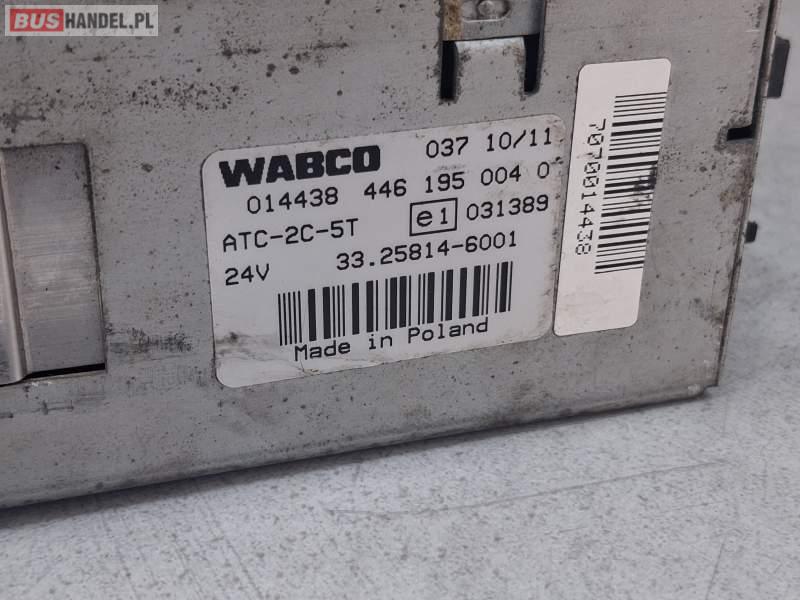 BUSHANDEL.PL
WABCO 037 10/11
014438 446 195 004 0
ATC-2C-5T e1 031389
24V 33.25814-6001
Made in Poland
7070014438